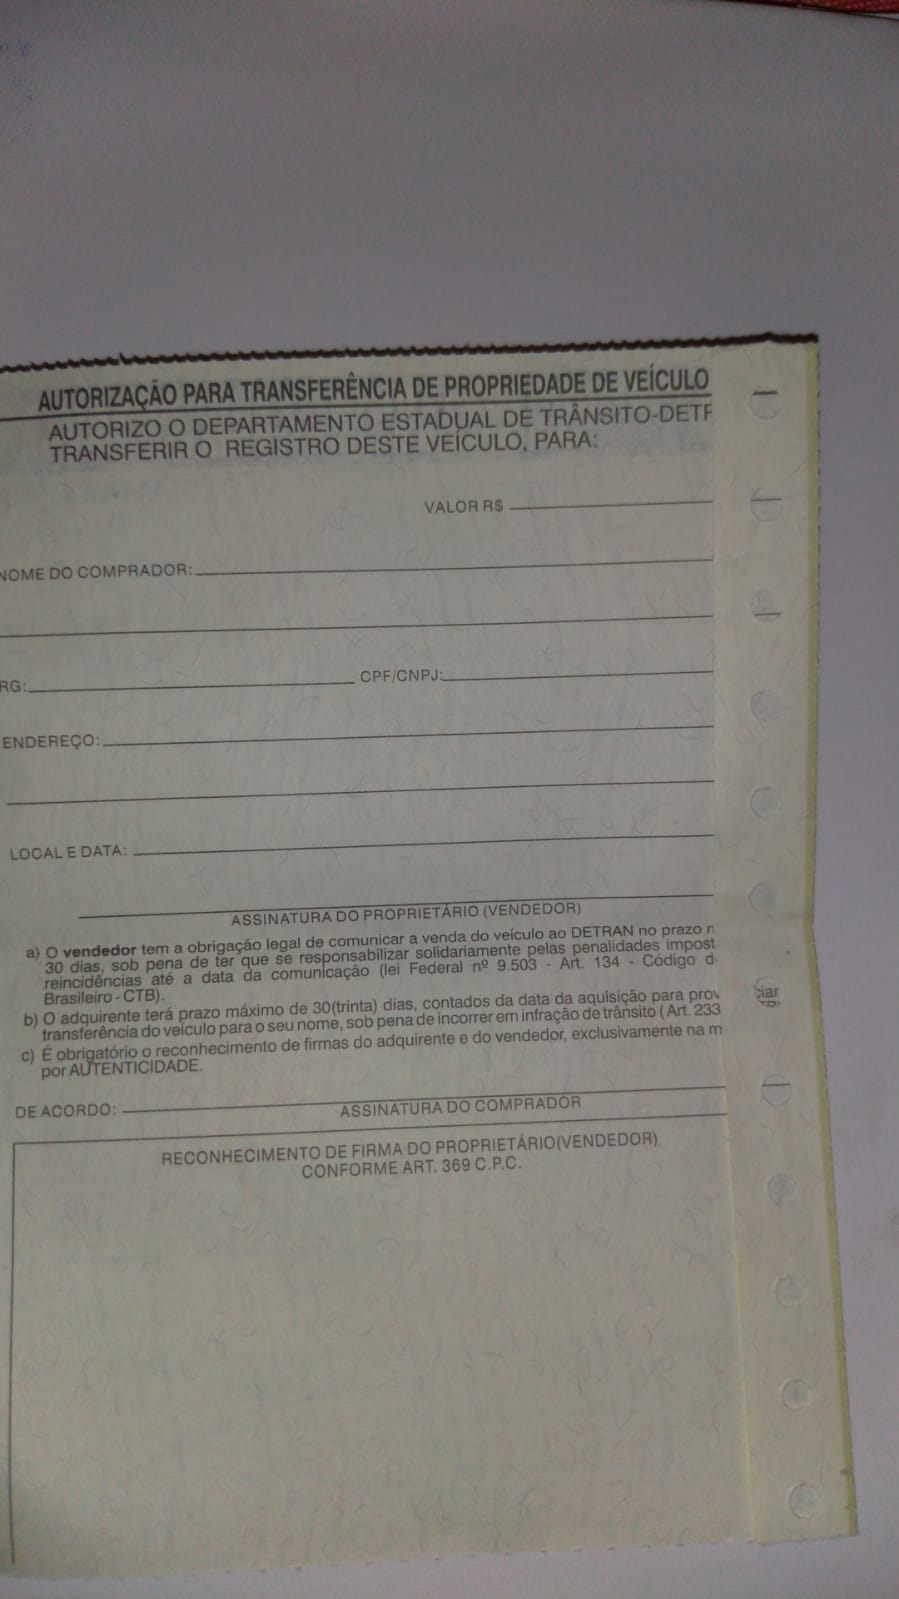 AUTORIZAÇÃO PARA TRANSFERÊNCIA DE PROPRIEDADE DE VEÍCULO
AUTORIZO O DEPARTAMENTO ESTADUAL DE TRÂNSITO-DETR
TRANSFERIR O REGISTRO DESTE VEÍCULO, PARA:
VALOR R$
NOME DO COMPRADOR:
RG: CPF/CNPJ:
ENDEREÇO:
LOCAL E DATA:
ASSINATURA DO PROPRIETÁRIO (VENDEDOR)
a) O vendedor tem a obrigação legal de comunicar a venda do veículo ao DETRAN no prazo
30 dias, sob pena de ter que se responsabilizar solidariamente pelas penalidades impost
reincidências até a data da comunicação (lei Federal nº 9.503 - Art. 134 - Código d
Brasileiro - CTB).
b) O adquirente terá prazo máximo de 30(trinta) dias, contados da data da aquisição para prov
transferência do veículo para o seu nome, sob pena de incorrer em infração de trânsito ( Art. 233
c) É obrigatório o reconhecimento de firmas do adquirente e do vendedor, exclusivamente na m
por AUTENTICIDADE.
DE ACORDO:
ASSINATURA DO COMPRADOR
RECONHECIMENTO DE FIRMA DO PROPRIETÁRIO(VENDEDOR)
CONFORME ART. 369 C.P.C.